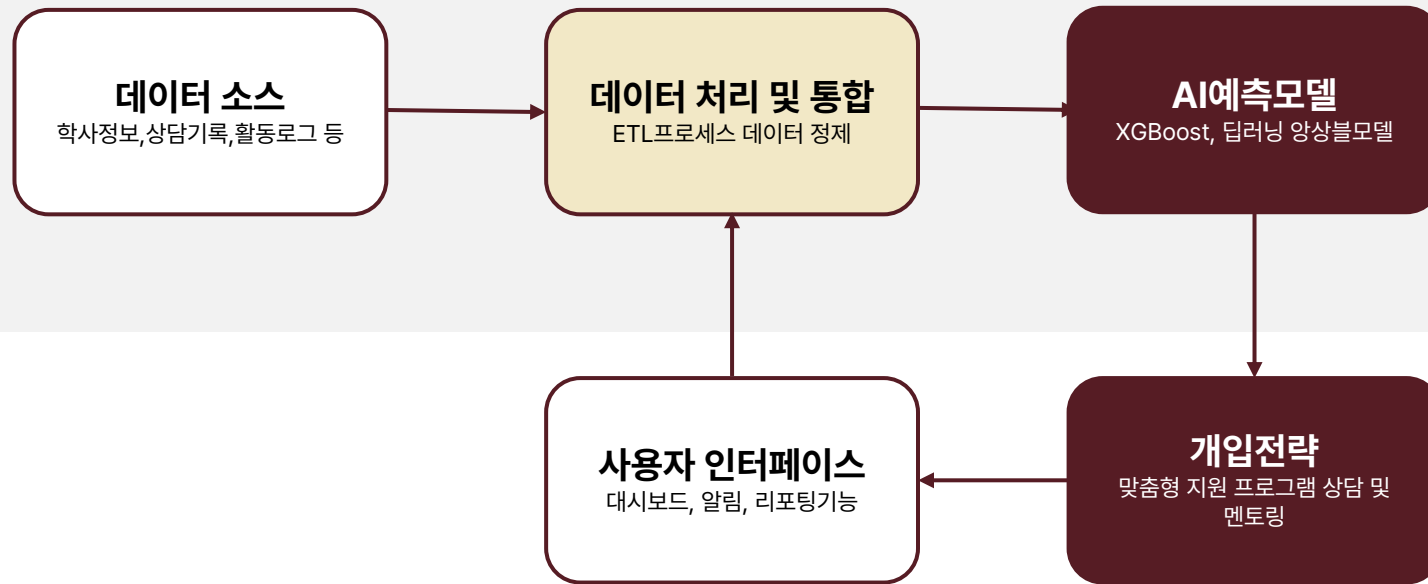 데이터 소스
학사정보,상담기록,활동로그 등
데이터 처리 및 통합
ETL프로세스 데이터 정제
AI예측모델
XGBoost, 딥러닝 앙상블모델
사용자 인터페이스
대시보드, 알림, 리포팅기능
개입전략
맞춤형 지원 프로그램 상담 및
멘토링